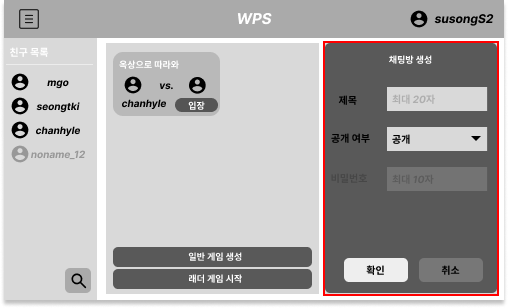 WPS
susongS2
친구 목록
mgo
seongtki
chanhyle
noname_12
옥상으로 따라와
vs.
chanhyle
입장
일반 게임 생성
래더 게임 시작
채팅방 생성
제목
최대 20자
공개 여부
공개
비밀번호
최대 10자
확인
취소